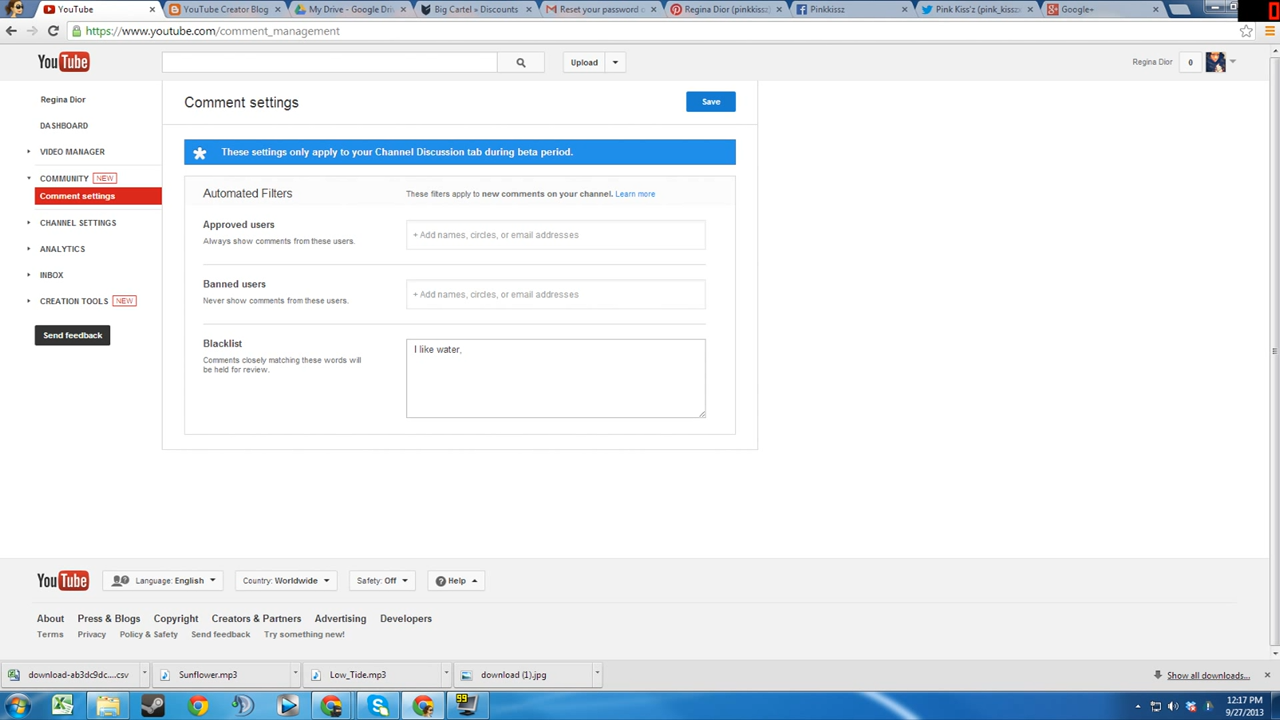 YouTube
YouTube Creator Blog
My Drive - Google Dri
Big Cartel » Discounts
Reset your password
Regina Dior (pinkkissz
Pinkkissz
Pink Kiss'z (pink_kissz
Google+
https://www.youtube.com/comment_management
YouTube
Upload
Regina Dior
0
Regina Dior
DASHBOARD
VIDEO MANAGER
COMMUNITY NEW
Comment settings
CHANNEL SETTINGS
ANALYTICS
INBOX
CREATION TOOLS NEW
Send feedback
Comment settings
Save
These settings only apply to your Channel Discussion tab during beta period.
Automated Filters
These filters apply to new comments on your channel. Learn more
Approved users
Always show comments from these users.
+ Add names, circles, or email addresses
Banned users
Never show comments from these users.
+ Add names, circles, or email addresses
Blacklist
Comments closely matching these words will
be held for review.
I like water,
YouTube
Language: English
Country: Worldwide
Safety: Off
Help
About Press & Blogs Copyright Creators & Partners Advertising Developers
Terms Privacy Policy & Safety Send feedback Try something new!
download-ab3dc9dc....csv
Sunflower.mp3
Low_Tide.mp3
download (1).jpg
Show all downloads...
99
12:17 PM
9/27/2013